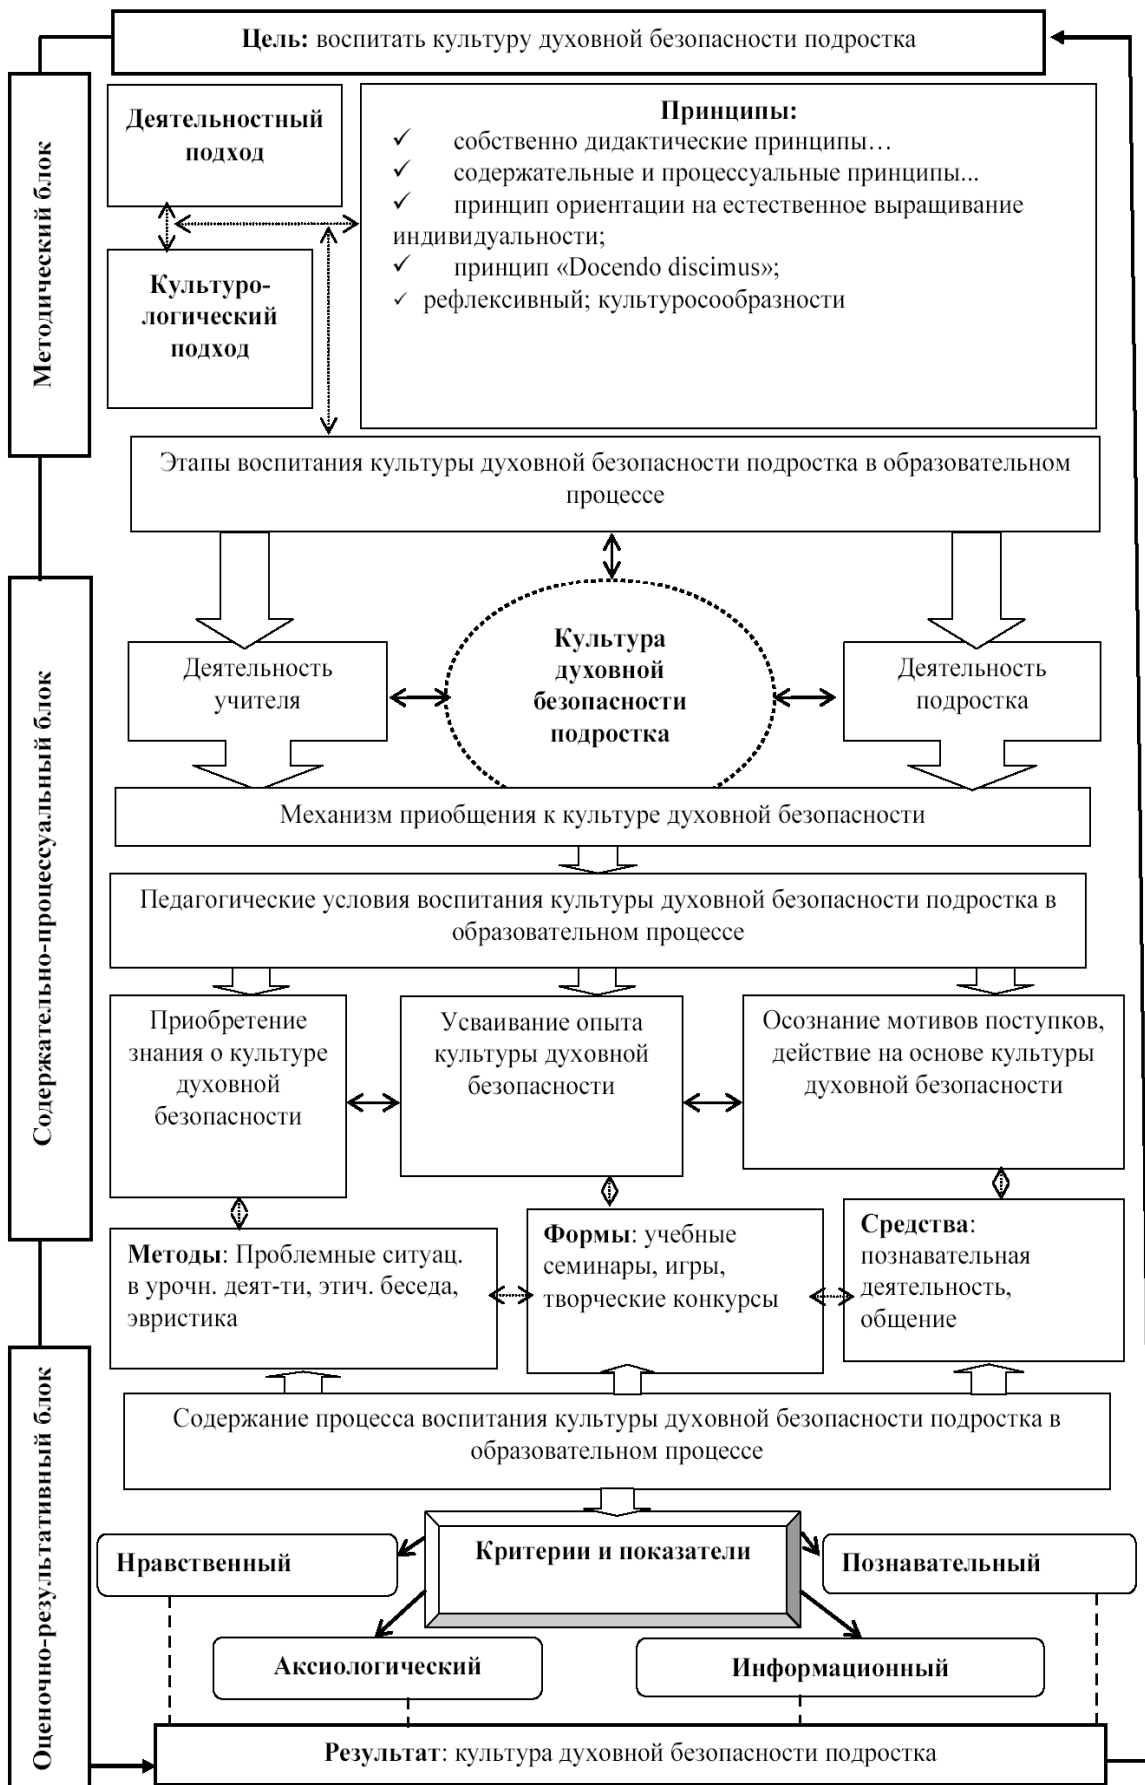 Цель: воспитать культуру духовной безопасности подростка
Методический блок
Деятельностный
подход
Культуро-
логический
подход
Принципы:
✓ собственно дидактические принципы…
✓ содержательные и процессуальные принципы...
✓ принцип ориентации на естественное выращивание
индивидуальности;
✓ принцип «Docendo discimus»;
✓ рефлексивный; культуросообразности
Этапы воспитания культуры духовной безопасности подростка в образовательном
процессе
Содержательно-процессуальный блок
Деятельность
учителя
Культура
духовной
безопасности
подростка
Деятельность
подростка
Механизм приобщения к культуре духовной безопасности
Педагогические условия воспитания культуры духовной безопасности подростка в
образовательном процессе
Приобретение
знания о культуре
духовной
безопасности
Усваивание опыта
культуры духовной
безопасности
Осознание мотивов поступков,
действие на основе культуры
духовной безопасности
Методы: Проблемные ситуац.
в урочн. деят-ти, этич. беседа,
эвристика
Формы: учебные
семинары, игры,
творческие конкурсы
Средства:
познавательная
деятельность,
общение
Оценочно-результативный блок
Содержание процесса воспитания культуры духовной безопасности подростка в
образовательном процессе
Критерии и показатели
Нравственный
Познавательный
Аксиологический
Информационный
Результат: культура духовной безопасности подростка